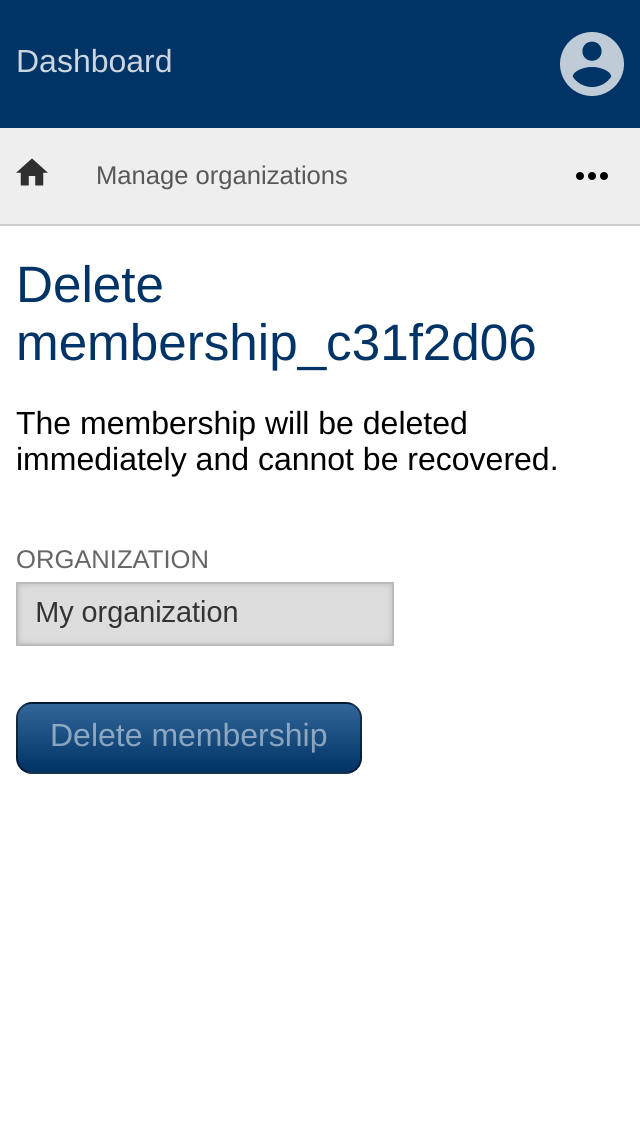 Dashboard
Manage organizations
Delete
membership_c31f2d06
The membership will be deleted
immediately and cannot be recovered.
ORGANIZATION
My organization
Delete membership